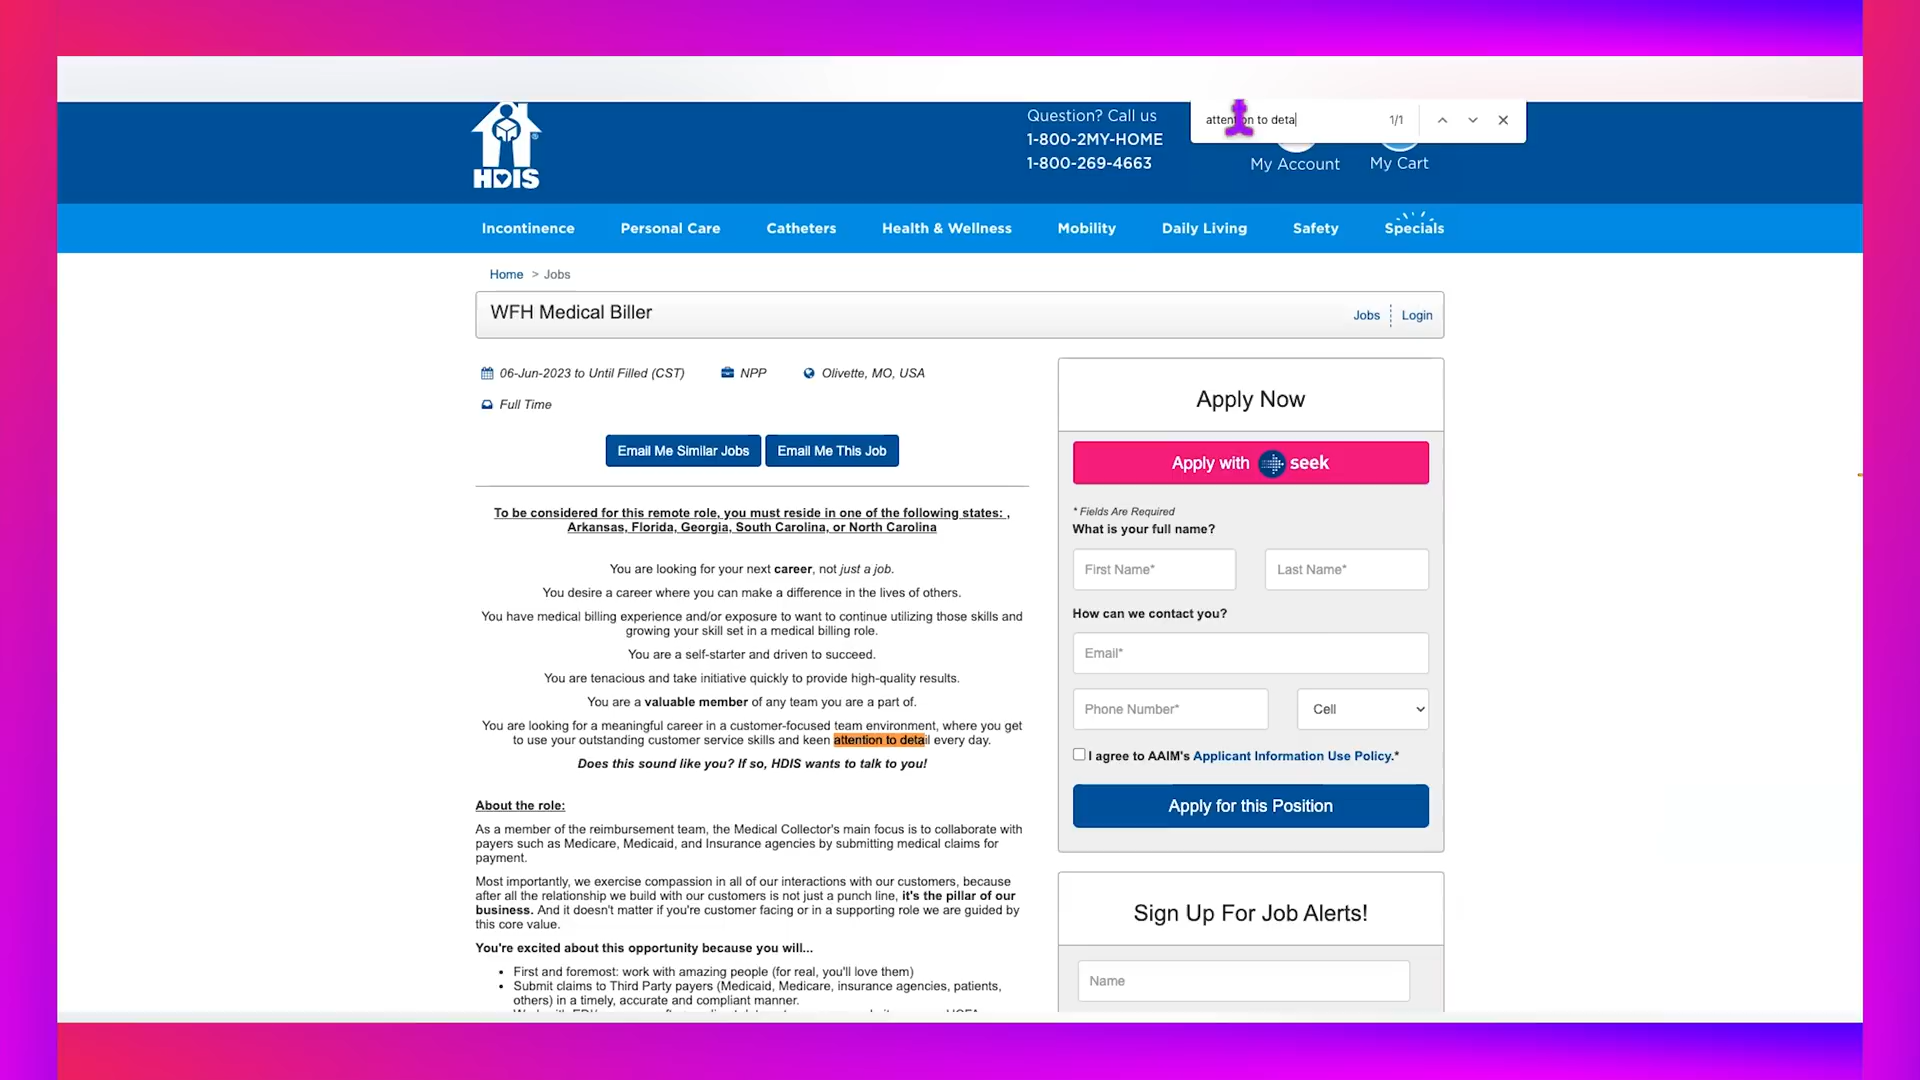 HDIS
Question? Call us
1-800-2MY-HOME
1-800-269-4663
attention to deta
1/1
My Account
My Cart
Incontinence
Personal Care
Catheters
Health & Wellness
Mobility
Daily Living
Safety
Specials
Home > Jobs
WFH Medical Biller
Jobs
Login
06-Jun-2023 to Until Filled (CST)
NPP
Olivette, MO, USA
Full Time
Email Me Similar Jobs
Email Me This Job
To be considered for this remote role, you must reside in one of the following states: ,
Arkansas, Florida, Georgia, South Carolina, or North Carolina
You are looking for your next career, not just a job.
You desire a career where you can make a difference in the lives of others.
You have medical billing experience and/or exposure to want to continue utilizing those skills and
growing your skill set in a medical billing role.
You are a self-starter and driven to succeed.
You are tenacious and take initiative quickly to provide high-quality results.
You are a valuable member of any team you are a part of.
You are looking for a meaningful career in a customer-focused team environment, where you get
to use your outstanding customer service skills and keen attention to detail every day.
Does this sound like you? If so, HDIS wants to talk to you!
About the role:
As a member of the reimbursement team, the Medical Collector's main focus is to collaborate with
payers such as Medicare, Medicaid, and Insurance agencies by submitting medical claims for
payment.
Most importantly, we exercise compassion in all of our interactions with our customers, because
after all the relationship we build with our customers is not just a punch line, it's the pillar of our
business. And it doesn't matter if you're customer facing or in a supporting role we are guided by
this core value.
You're excited about this opportunity because you will...
First and foremost: work with amazing people (for real, you'll love them)
Submit claims to Third Party payers (Medicaid, Medicare, insurance agencies, patients,
others) in a timely, accurate and compliant manner.
Apply Now
Apply with seek
* Fields Are Required
What is your full name?
First Name*
Last Name*
How can we contact you?
Email*
Phone Number*
Cell
I agree to AAIM's Applicant Information Use Policy.*
Apply for this Position
Sign Up For Job Alerts!
Name